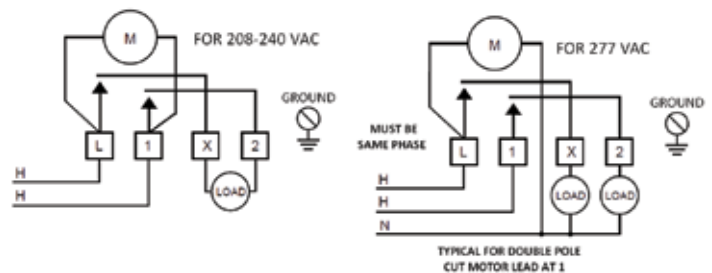 M
FOR 208-240 VAC
GROUND
L 1 X 2
H
LOAD
H
M
FOR 277 VAC
GROUND
MUST BE
SAME PHASE
L 1 X 2
H
LOAD LOAD
H
N
TYPICAL FOR DOUBLE POLE
CUT MOTOR LEAD AT 1